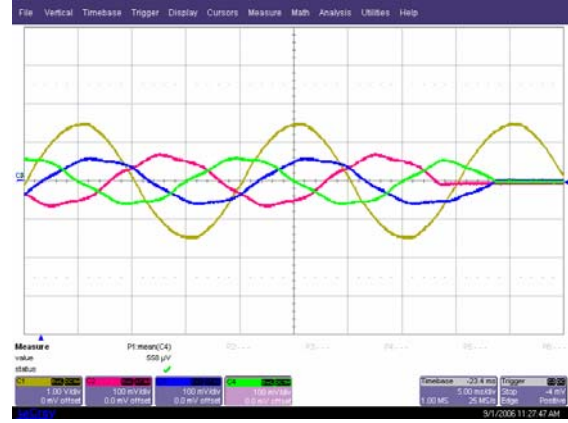 File Vertical Timebase Trigger Display Cursors Measure Math Analysis Utilities Help
C3
Measure P1:mean(C4) P2:--- P3:--- P4:--- P5:--- P6:---
value 558 µV
status
C1 C4 Timebase -23.4 ms Trigger
1.00 V/div 100 mV/div 100 mV/div 100 mV/div 5.00 ms/div Stop -4 mV
0 mV offset 0.0 mV offset 0.0 mV offset 0.0 mV offset 1.00 MS 25 MS/s Edge Positive
LeCroy 9/1/2006 11:27:47 AM